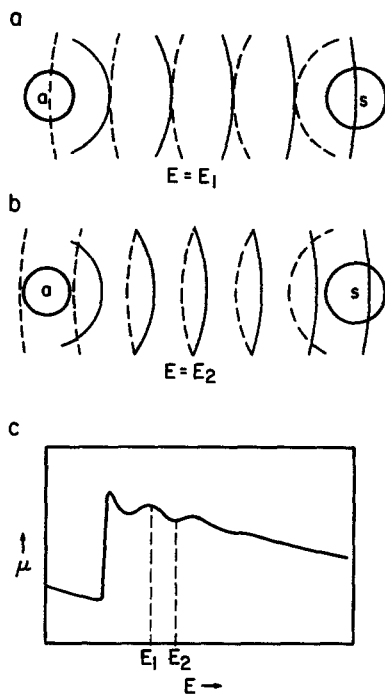 a
a s
E = E₁
b
a s
E = E₂
c
↑
μ
E₁ E₂
E →